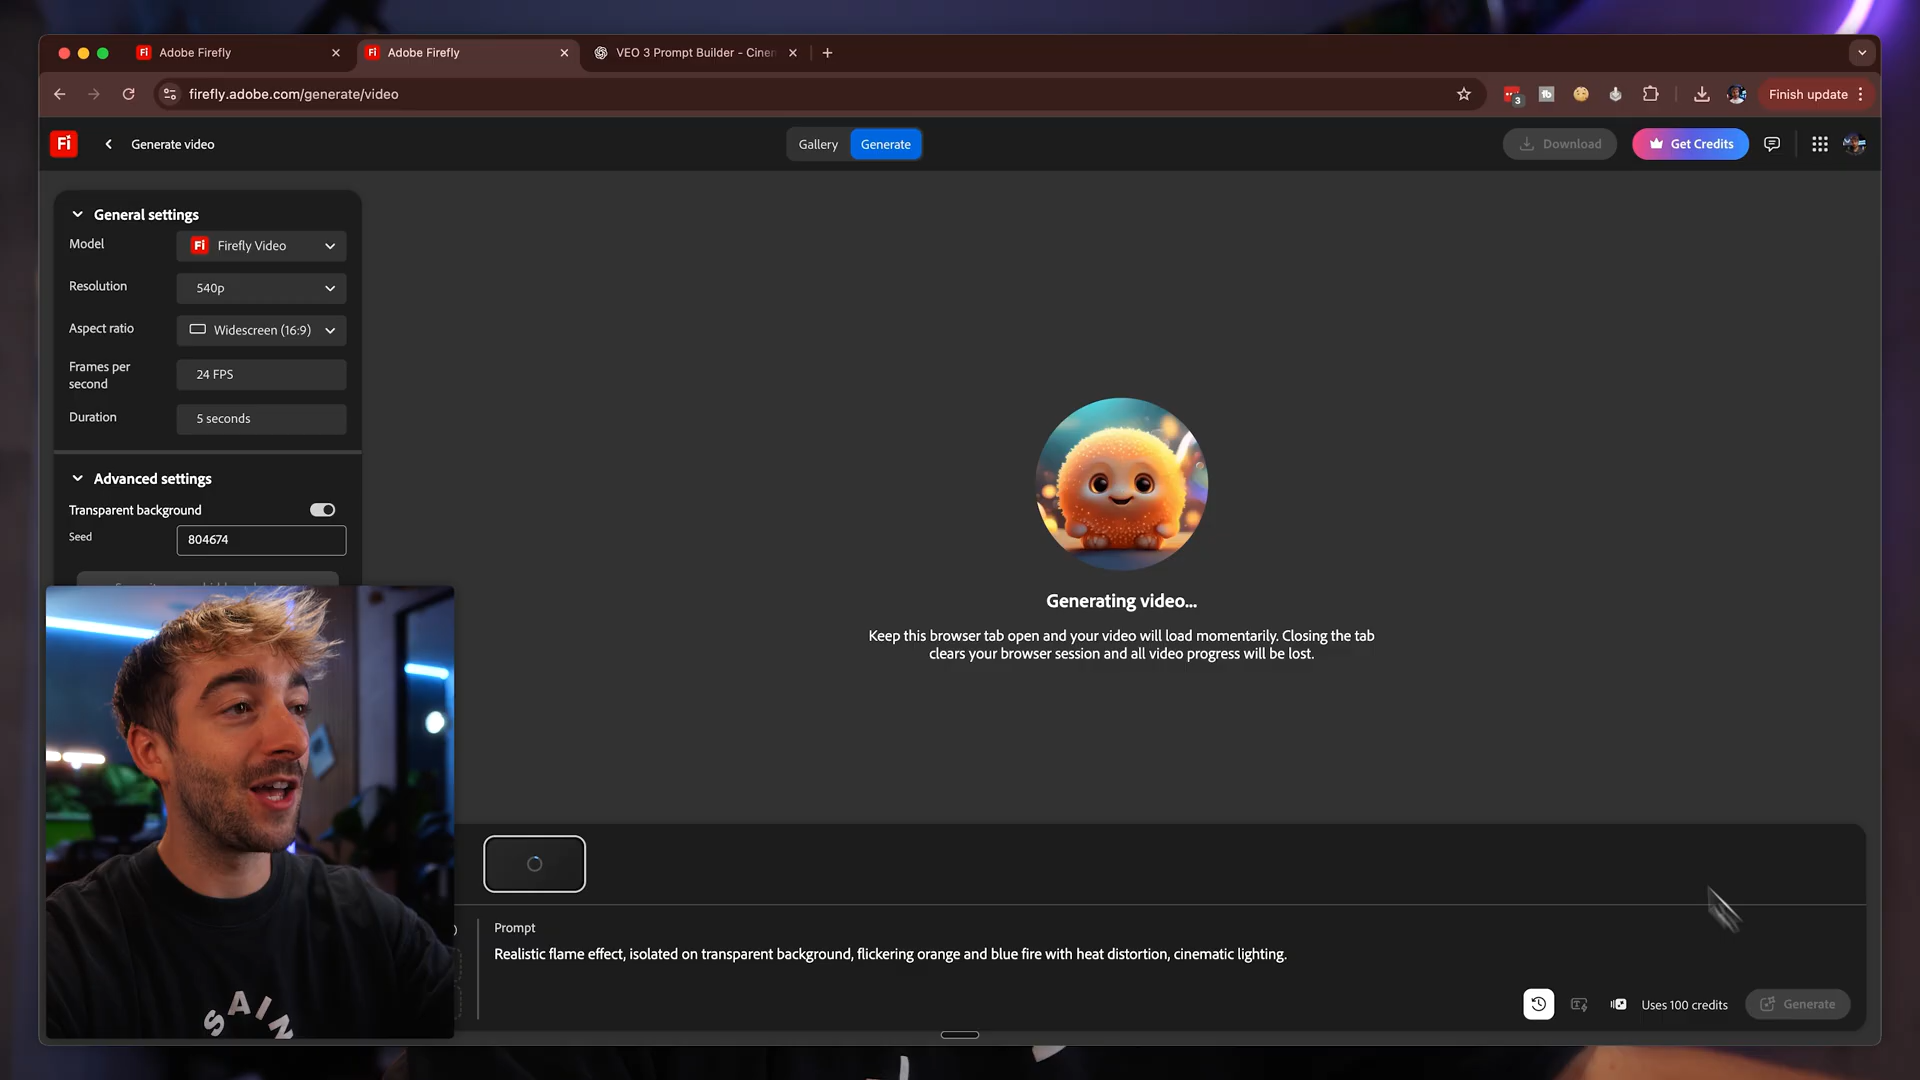 Adobe Firefly
Adobe Firefly
VEO 3 Prompt Builder - Cinem
firefly.adobe.com/generate/video
3
Finish update
Fi
Generate video
Gallery
Generate
Download
Get Credits
General settings
Model
Firefly Video
Resolution
540p
Aspect ratio
Widescreen (16:9)
Frames per
second
24 FPS
Duration
5 seconds
Advanced settings
Transparent background
Seed
804674
Generating video...
Keep this browser tab open and your video will load momentarily. Closing the tab
clears your browser session and all video progress will be lost.
Prompt
Realistic flame effect, isolated on transparent background, flickering orange and blue fire with heat distortion, cinematic lighting.
Uses 100 credits
Generate
SAIN